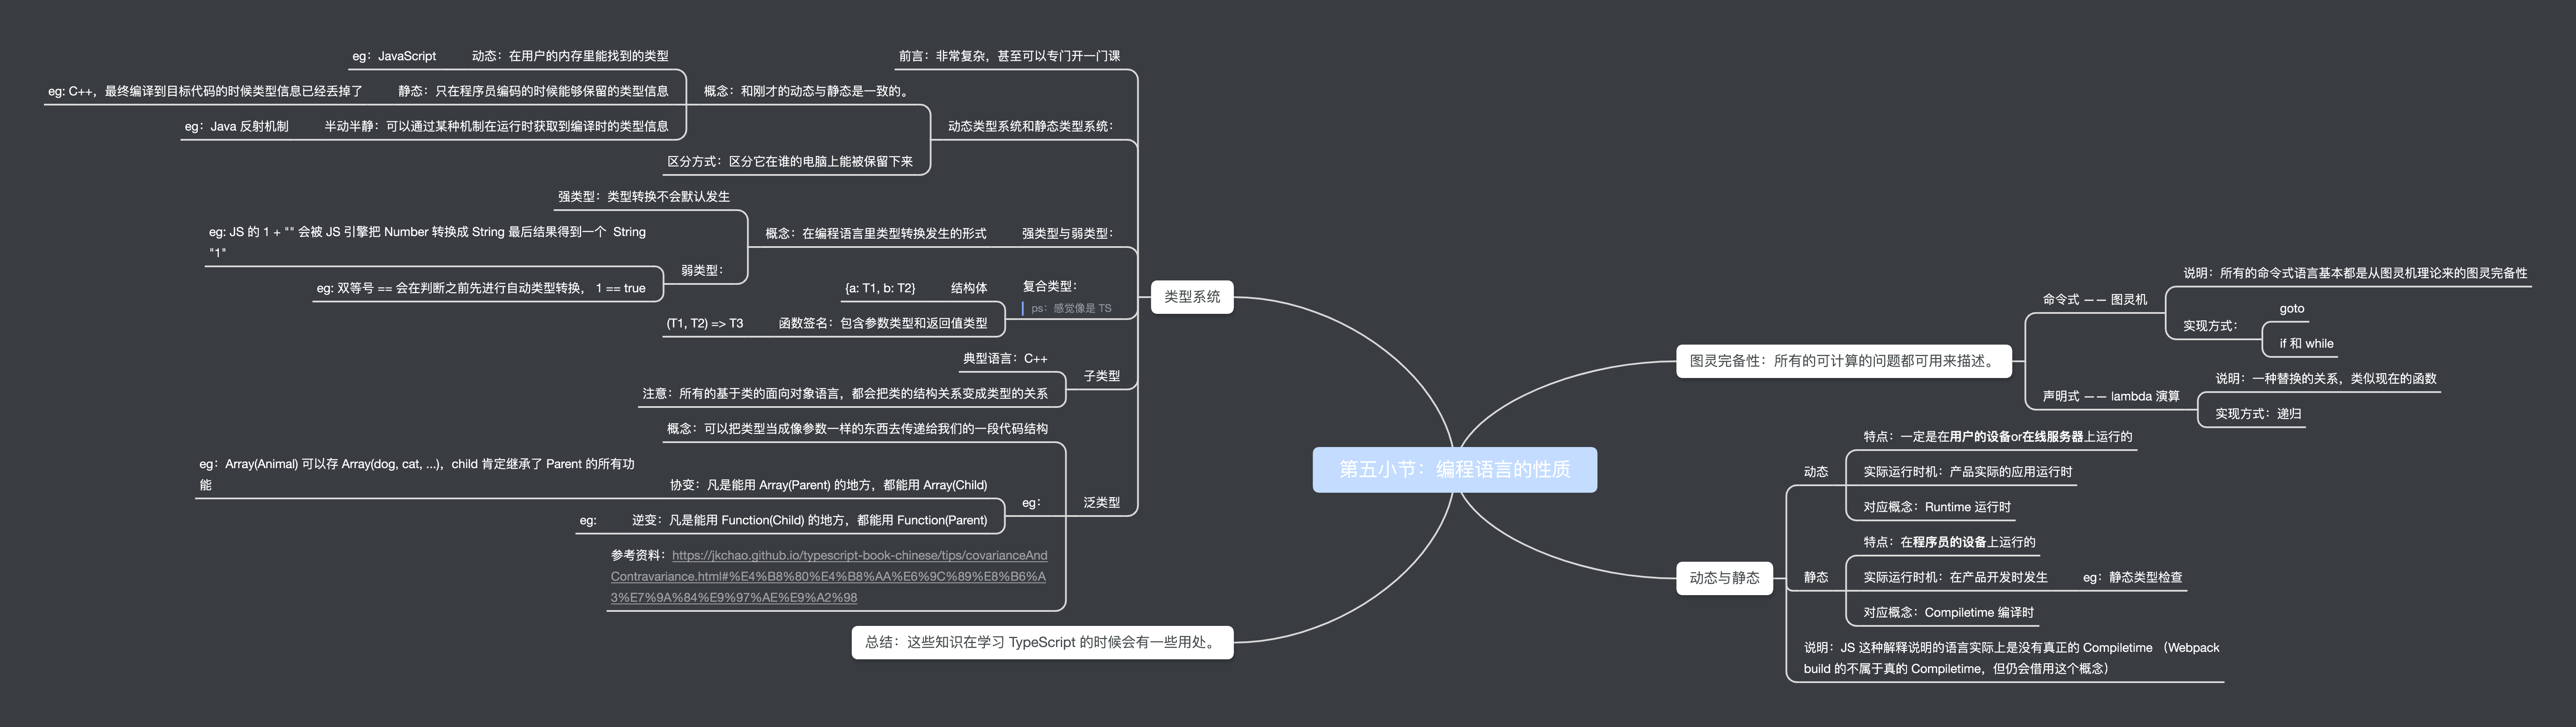 第五小节：编程语言的性质
图灵完备性：所有的可计算的问题都可用来描述。
命令式 —— 图灵机
说明：所有的命令式语言基本都是从图灵机理论来的图灵完备性
实现方式：
goto
if 和 while
声明式 —— lambda 演算
说明：一种替换的关系，类似现在的函数
实现方式：递归
动态与静态
动态
特点：一定是在用户的设备or在线服务器上运行的
实际运行时机：产品实际的应用运行时
对应概念：Runtime 运行时
静态
特点：在程序员的设备上运行的
实际运行时机：在产品开发时发生
eg：静态类型检查
对应概念：Compiletime 编译时
说明：JS 这种解释说明的语言实际上是没有真正的 Compiletime （Webpack
build 的不属于真的 Compiletime，但仍会借用这个概念）
类型系统
前言：非常复杂，甚至可以专门开一门课
动态类型系统和静态类型系统：
概念：和刚才的动态与静态是一致的。
动态：在用户的内存里能找到的类型
eg：JavaScript
静态：只在程序员编码的时候能够保留的类型信息
eg: C++，最终编译到目标代码的时候类型信息已经丢掉了
半动半静：可以通过某种机制在运行时获取到编译时的类型信息
eg：Java 反射机制
区分方式：区分它在谁的电脑上能被保留下来
强类型与弱类型：
概念：在编程语言里类型转换发生的形式
强类型：类型转换不会默认发生
弱类型：
eg: JS 的 1 + "" 会被 JS 引擎把 Number 转换成 String 最后结果得到一个 String
"1"
eg: 双等号 == 会在判断之前先进行自动类型转换， 1 == true
复合类型：
ps：感觉像是 TS
结构体
{a: T1, b: T2}
函数签名：包含参数类型和返回值类型
(T1, T2) => T3
子类型
典型语言：C++
注意：所有的基于类的面向对象语言，都会把类的结构关系变成类型的关系
泛类型
概念：可以把类型当成像参数一样的东西去传递给我们的一段代码结构
eg：
协变：凡是能用 Array(Parent) 的地方，都能用 Array(Child)
eg：Array(Animal) 可以存 Array(dog, cat, ...)，child 肯定继承了 Parent 的所有功
能
逆变：凡是能用 Function(Child) 的地方，都能用 Function(Parent)
eg:
参考资料：https://jkchao.github.io/typescript-book-chinese/tips/covarianceAnd
Contravariance.html#%E4%B8%80%E4%B8%AA%E6%9C%89%E8%B6%A
3%E7%9A%84%E9%97%AE%E9%A2%98
总结：这些知识在学习 TypeScript 的时候会有一些用处。